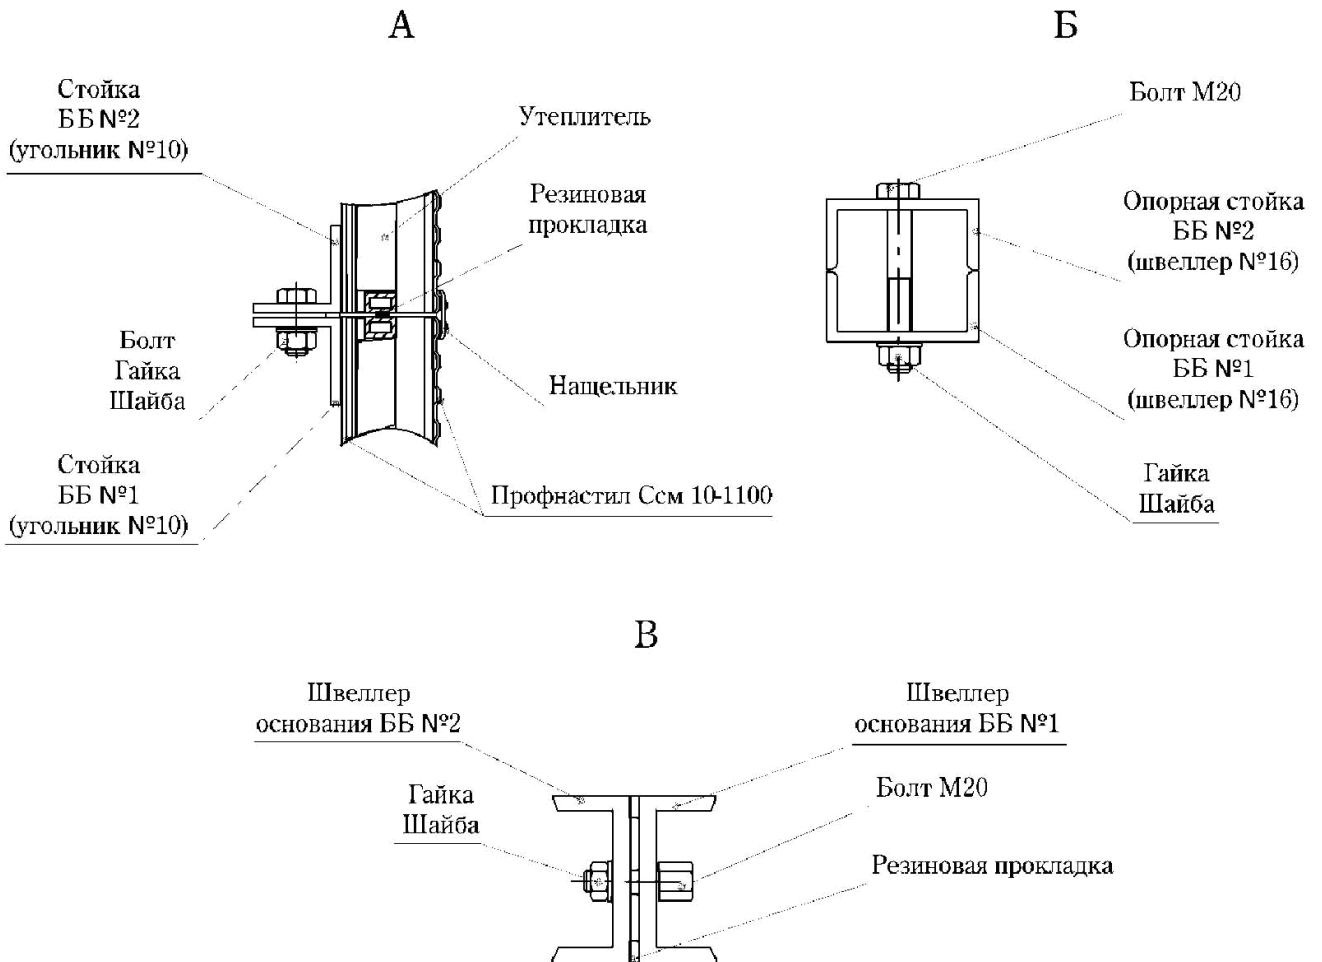 А
Стойка
ББ №2
(угольник №10)
Утеплитель
Резиновая
прокладка
Болт
Гайка
Шайба
Нащельник
Стойка
ББ №1
(угольник №10)
Профнастил Ссм 10-1100
Б
Болт М20
Опорная стойка
ББ №2
(швеллер №16)
Опорная стойка
ББ №1
(швеллер №16)
Гайка
Шайба
В
Швеллер
основания ББ №2
Швеллер
основания ББ №1
Гайка
Шайба
Болт М20
Резиновая прокладка